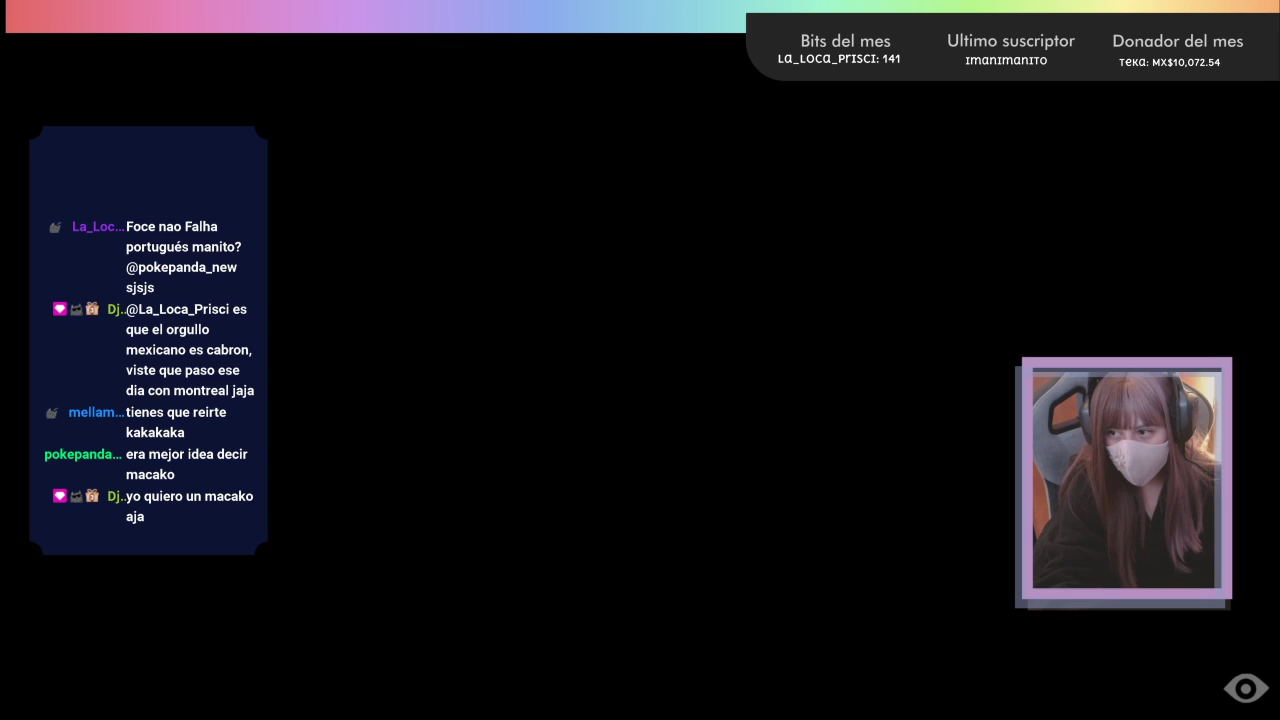 Bits del mes
La_Loca_Prisci: 141
Ultimo suscriptor
Imanimanito
Donador del mes
Teka: MX$10,072.54
La_Loc... Foce nao Falha
portugués manito?
@pokepanda_new
sjsjs
Dj.. @La_Loca_Prisci es
que el orgullo
mexicano es cabron,
viste que paso ese
dia con montreal jaja
mellam... tienes que reirte
kakakaka
pokepanda... era mejor idea decir
macako
Dj.. yo quiero un macako
aja